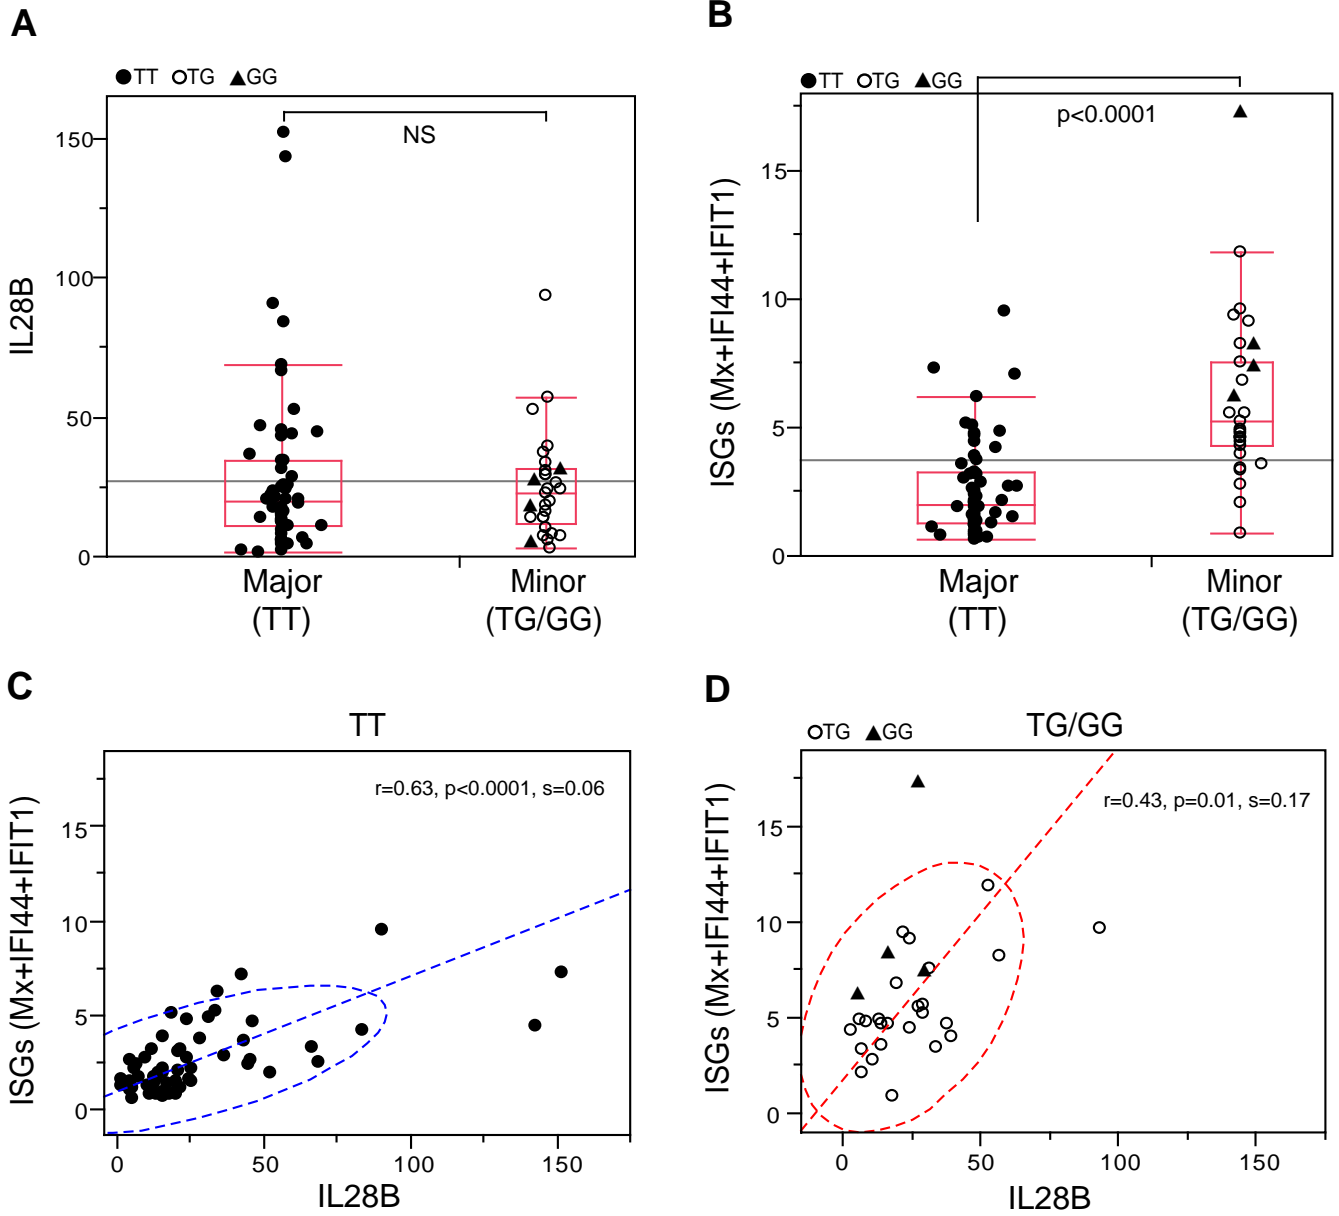 A
●TT ○TG ▲GG
NS
150
100
50
0
IL28B
Major
(TT)
Minor
(TG/GG)
B
●TT ○TG ▲GG
p<0.0001
15
10
5
0
ISGs (Mx+IFI44+IFIT1)
Major
(TT)
Minor
(TG/GG)
C
TT
r=0.63, p<0.0001, s=0.06
15
10
5
0
ISGs (Mx+IFI44+IFIT1)
0 50 100 150
IL28B
D
○TG ▲GG
TG/GG
r=0.43, p=0.01, s=0.17
15
10
5
0
ISGs (Mx+IFI44+IFIT1)
0 50 100 150
IL28B